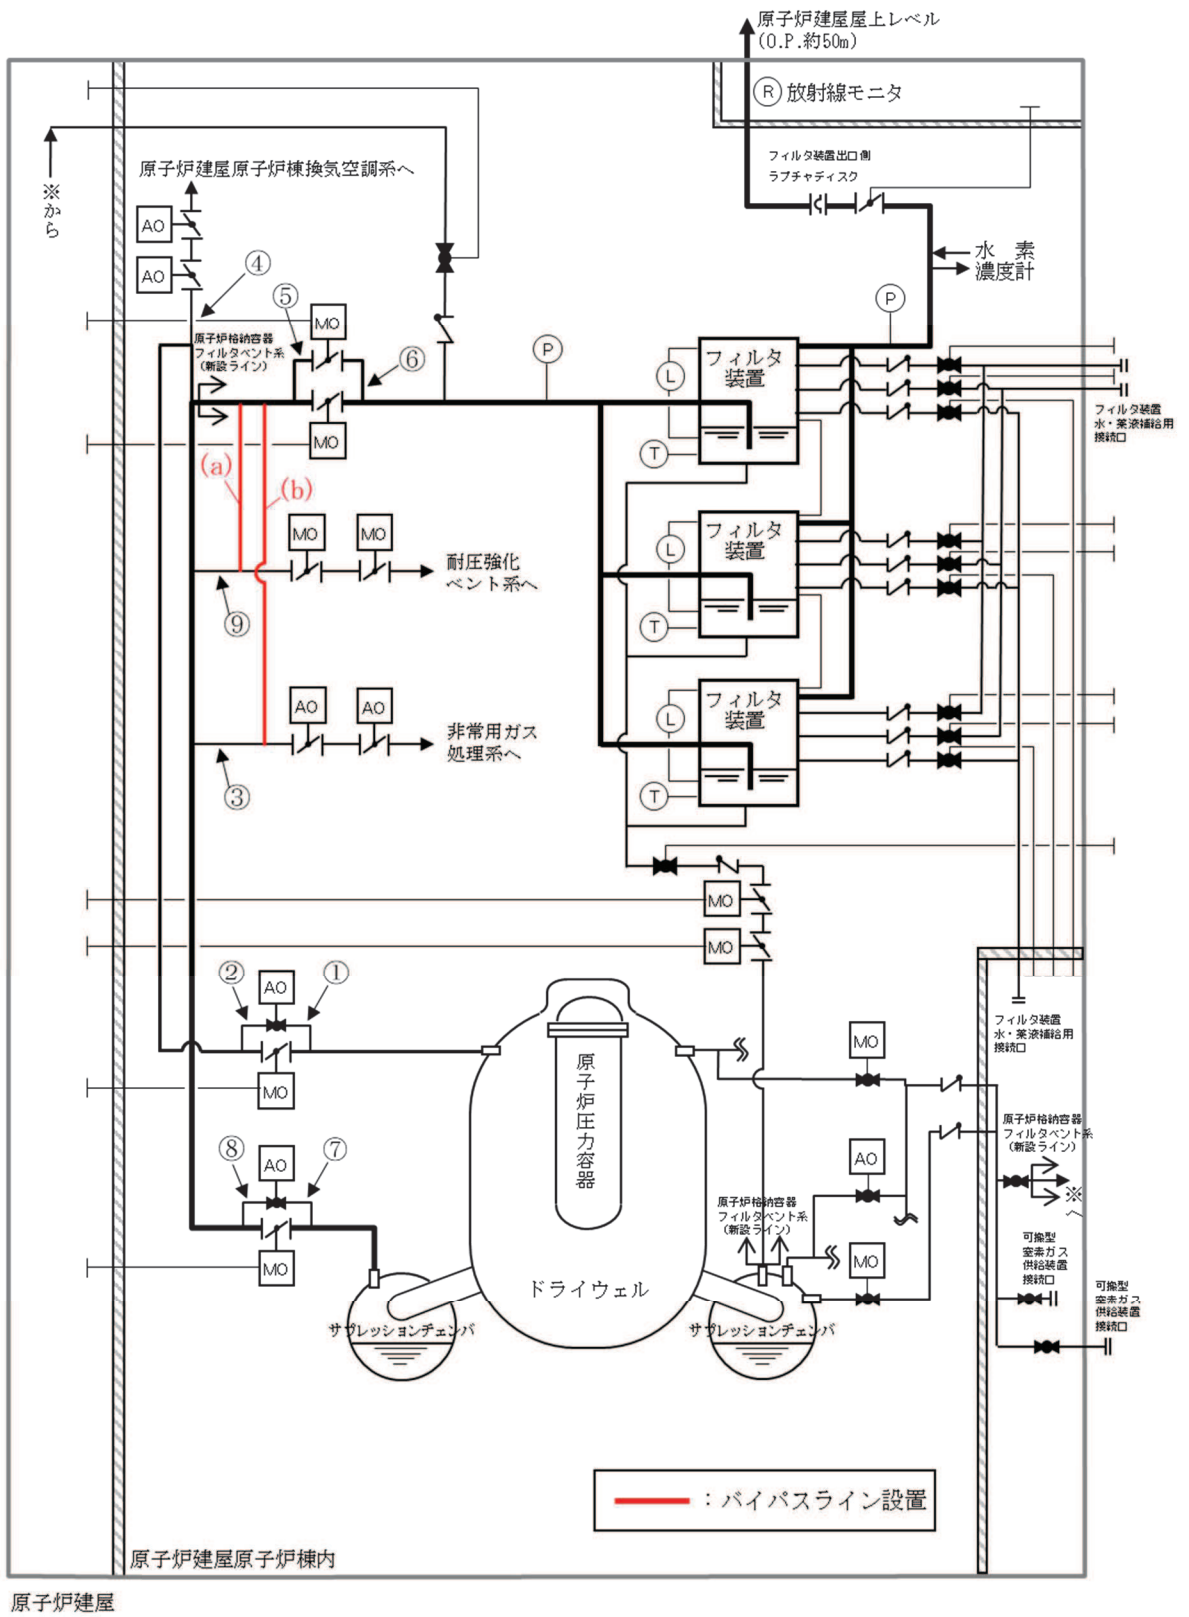 原子炉建屋屋上レベル
(O.P.約50m)
R 放射線モニタ
フィルタ装置出口側
ラプチャディスク
※から
原子炉建屋原子炉棟換気空調系へ
AO
AO
④
⑤
MO
⑥
水素
濃度計
P
P
原子炉格納容器
フィルタベント系
(新設ライン)
MO
フィルタ
装置
L
T
フィルタ装置
水・薬液補給用
接続口
(a)
(b)
MO
MO
耐圧強化
ベント系へ
⑨
フィルタ
装置
L
T
AO
AO
非常用ガス
処理系へ
③
フィルタ
装置
L
T
MO
MO
②
AO
①
MO
フィルタ装置
水・薬液補給用
接続口
原子炉圧力容器
MO
⑧
AO
⑦
MO
原子炉格納容器
フィルタベント系
(新設ライン)
※へ
AO
原子炉格納容器
フィルタベント系
(新設ライン)
MO
可搬型
窒素ガス
供給装置
接続口
可搬型
窒素ガス
供給装置
接続口
ドライウェル
サプレッションチェンバ
サプレッションチェンバ
：バイパスライン設置
原子炉建屋原子炉棟内
原子炉建屋